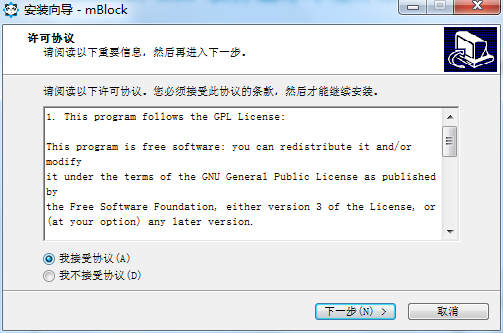 安装向导 - mBlock
许可协议
请阅读以下重要信息，然后再进入下一步。
请阅读以下许可协议。您必须接受此协议的条款，然后才能继续安装。
1. This program follows the GPL License:
This program is free software: you can redistribute it and/or
modify
it under the terms of the GNU General Public License as published
by
the Free Software Foundation, either version 3 of the License, or
(at your option) any later version.
我接受协议(A)
我不接受协议(D)
下一步(N) >
取消